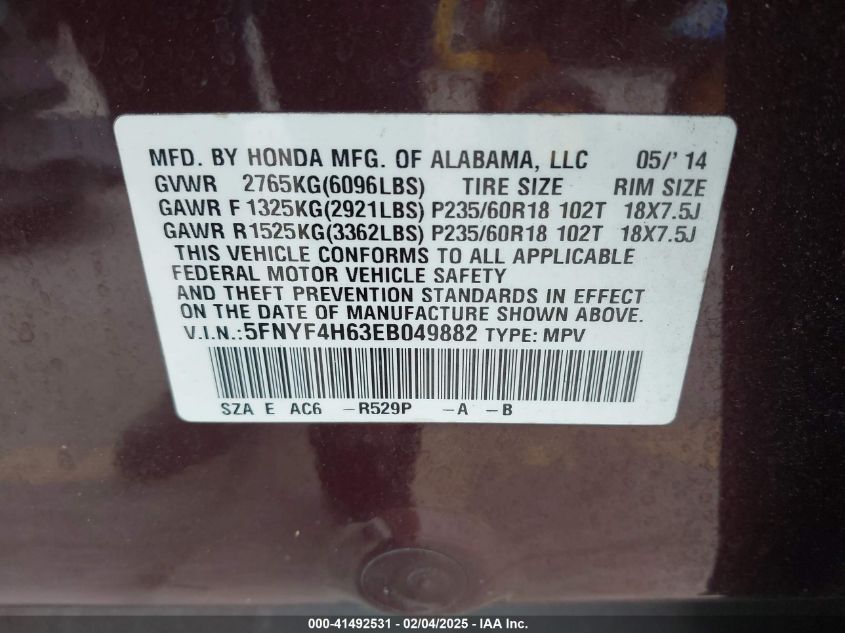 MFD. BY HONDA MFG. OF ALABAMA, LLC 05/' 14
GVWR 2765KG(6096LBS) TIRE SIZE RIM SIZE
GAWR F 1325KG(2921LBS) P235/60R18 102T 18X7.5J
GAWR R 1525KG(3362LBS) P235/60R18 102T 18X7.5J
THIS VEHICLE CONFORMS TO ALL APPLICABLE
FEDERAL MOTOR VEHICLE SAFETY
AND THEFT PREVENTION STANDARDS IN EFFECT
ON THE DATE OF MANUFACTURE SHOWN ABOVE.
V.I.N.:5FNYF4H63EB049882 TYPE: MPV
SZA E AC6 -R529P -A -B
000-41492531 - 02/04/2025 - IAAI.com.